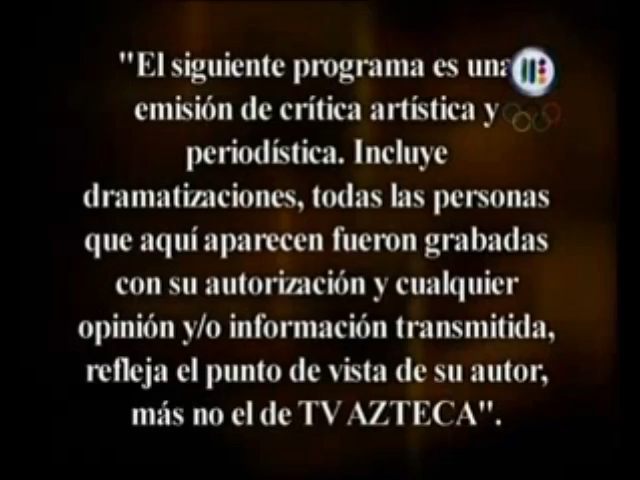 "El siguiente programa es una
emisión de crítica artística y
periodística. Incluye
dramatizaciones, todas las personas
que aquí aparecen fueron grabadas
con su autorización y cualquier
opinión y/o información transmitida,
refleja el punto de vista de su autor,
más no el de TV AZTECA".